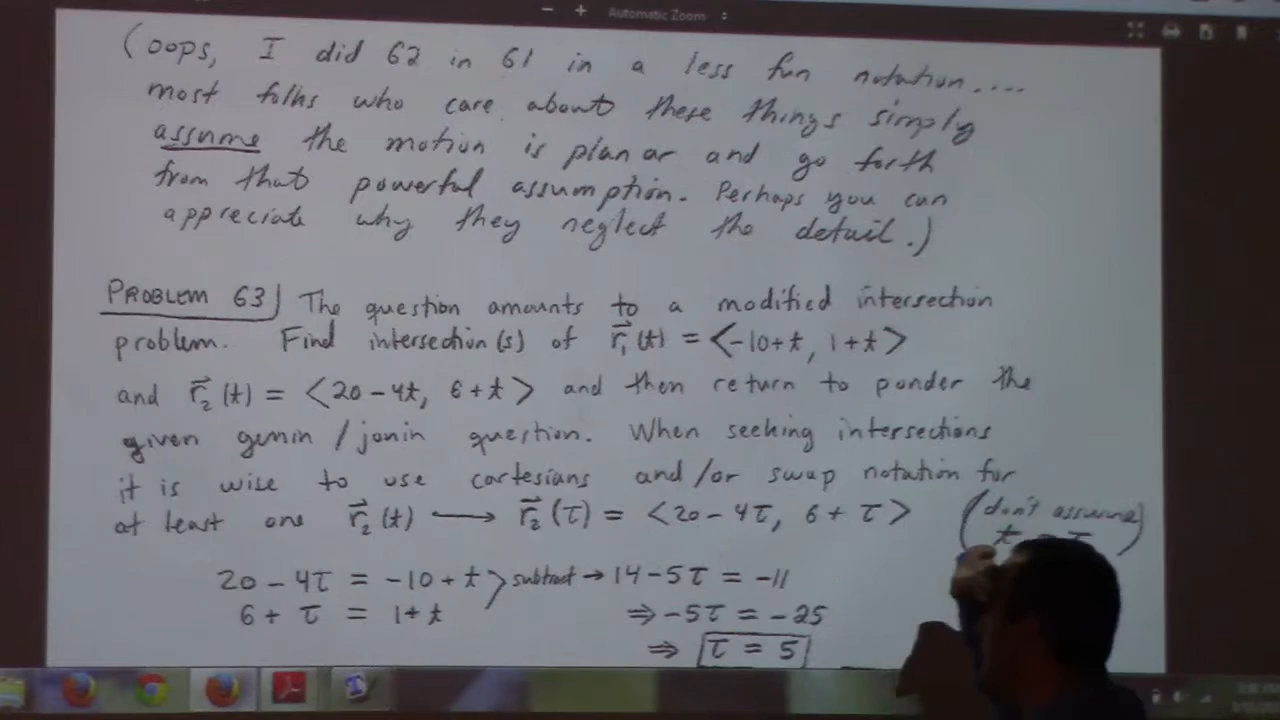 Automatic Zoom
(oops, I did 62 in 61 in a less fun notation....
most folks who care about these things simply
assume the motion is planar and go forth
from that powerful assumption. Perhaps you can
appreciate why they neglect the detail.)
PROBLEM 63) The question amounts to a modified intersection
problem. Find intersection(s) of r⃗₁(t) = <-10+t, 1+t>
and r⃗₂(t) = <20-4t, 6+t> and then return to ponder the
given genin/jonin question. When seeking intersections
it is wise to use cartesians and/or swap notation for
at least one r⃗₂(t) ⟶ r⃗₂(τ) = <20-4τ, 6+τ> (don't assume
20-4τ = -10+t > subtract → 14-5τ = -11
6+τ = 1+t ⇒ -5τ = -25
⇒ τ = 5